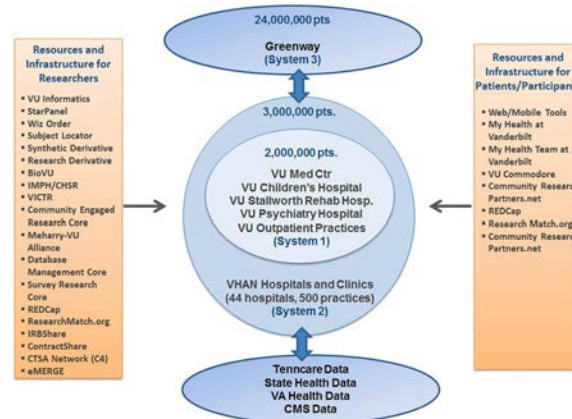 24,000,000 pts
Greenway
(System 3)
Resources and
Infrastructure for
Researchers
▪ VU Informatics
▪ StarPanel
▪ Wiz Order
▪ Subject Locator
▪ Synthetic Derivative
▪ Research Derivative
▪ BioVU
▪ IMPH/CHSR
▪ VICTR
▪ Community Engaged
Research Core
▪ Meharry-VU
Alliance
▪ Database
Management Core
▪ Survey Research
Core
▪ REDCap
▪ ResearchMatch.org
▪ IRBShare
▪ ContractShare
▪ CTSA Network (C4)
▪ eMERGE
3,000,000 pts.
2,000,000 pts.
VU Med Ctr
VU Children's Hospital
VU Stallworth Rehab Hosp.
VU Psychiatry Hospital
VU Outpatient Practices
(System 1)
VHAN Hospitals and Clinics
(44 hospitals, 500 practices)
(System 2)
Tenncare Data
State Health Data
VA Health Data
CMS Data
Resources and
Infrastructure for
Patients/Participan
▪ Web/Mobile Tools
▪ My Health at
Vanderbilt
▪ My Health Team at
Vanderbilt
▪ VU Commodore
▪ Community Resear
Partners.net
▪ REDCap
▪ Research Match.org
▪ Community Resear
Partners.net